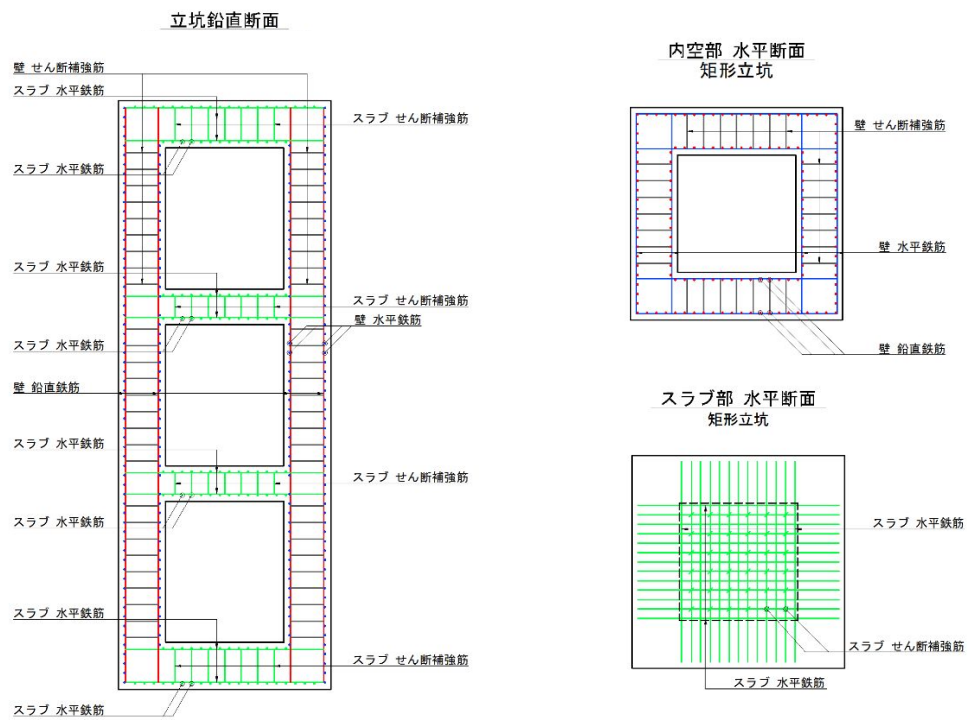 立坑鉛直断面
壁 せん断補強筋
スラブ 水平鉄筋
スラブ せん断補強筋
スラブ 水平鉄筋
スラブ 水平鉄筋
スラブ せん断補強筋
壁 水平鉄筋
スラブ 水平鉄筋
壁 鉛直鉄筋
スラブ 水平鉄筋
スラブ せん断補強筋
スラブ 水平鉄筋
スラブ 水平鉄筋
スラブ せん断補強筋
スラブ 水平鉄筋
内空部 水平断面
矩形立坑
壁 せん断補強筋
壁 水平鉄筋
壁 鉛直鉄筋
スラブ部 水平断面
矩形立坑
スラブ 水平鉄筋
スラブ せん断補強筋
スラブ 水平鉄筋